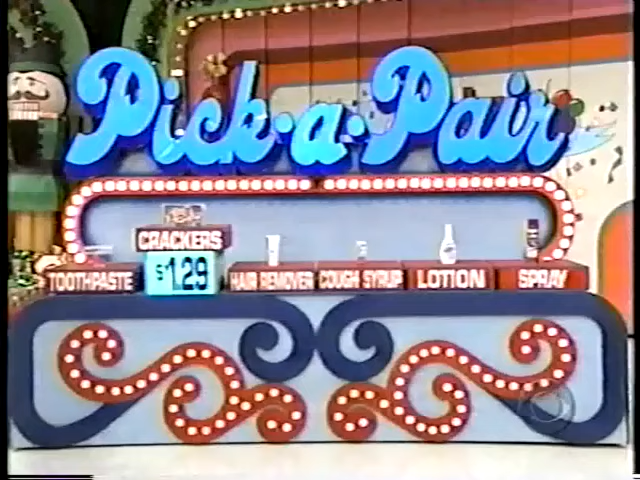 Pick-a-Pair
CRACKERS
TOOTHPASTE $1.29 HAIR REMOVER COUGH SYRUP LOTION SPRAY